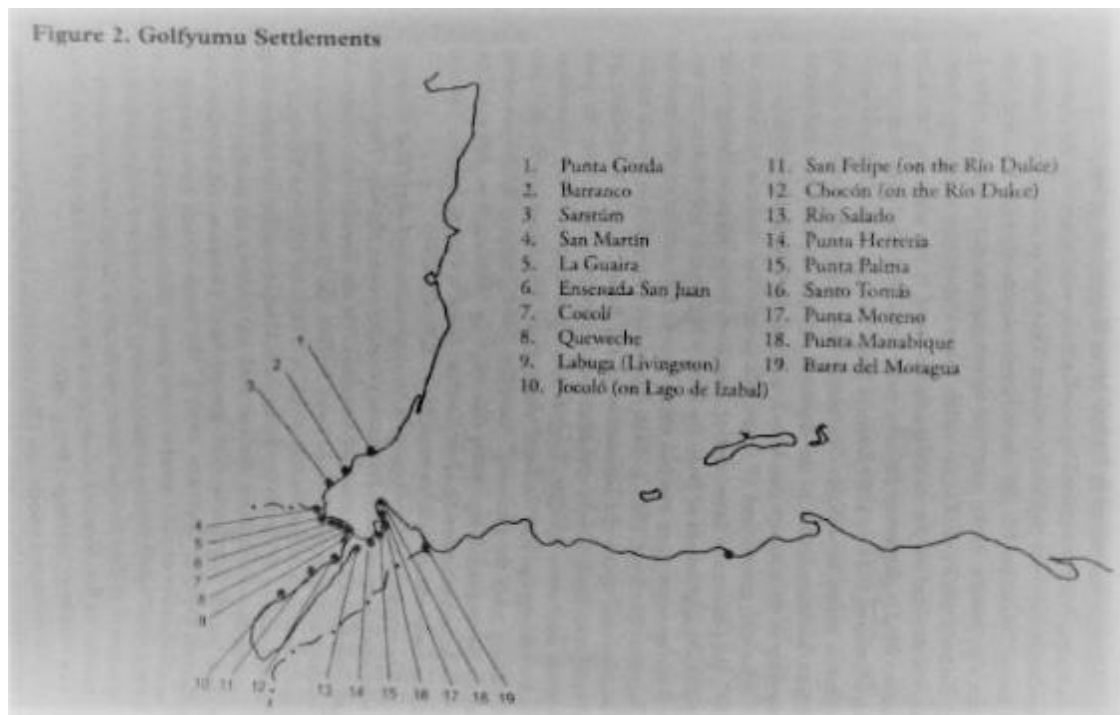 Figure 2. Golfyumu Settlements
1. Punta Gorda
2. Barranco
3. Sarstúm
4. San Martín
5. La Guaira
6. Ensenada San Juan
7. Cocolí
8. Queweche
9. Labuga (Livingston)
10. Jocoló (on Lago de Izabal)
11. San Felipe (on the Río Dulce)
12. Chocón (on the Río Dulce)
13. Río Salado
14. Punta Herrería
15. Punta Palma
16. Santo Tomás
17. Punta Moreno
18. Punta Manabique
19. Barra del Motagua
1
2
3
4
5
6
7
8
9
10 11 12 13 14 15 16 17 18 19